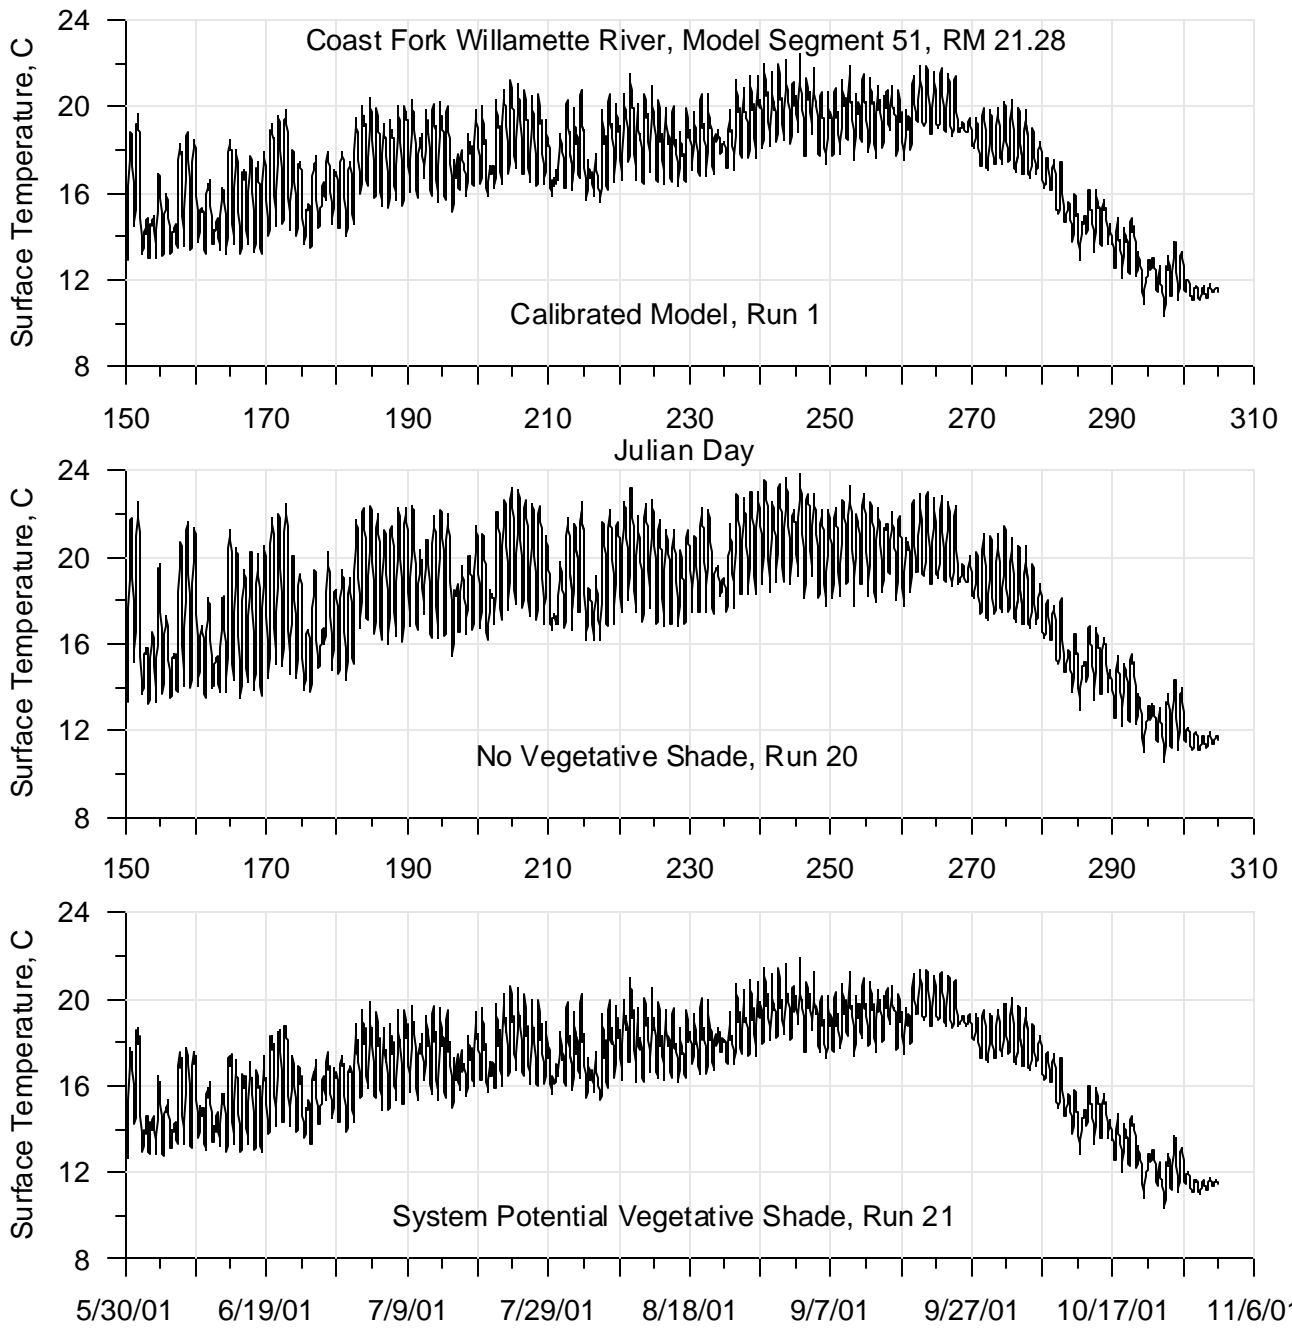 Coast Fork Willamette River, Model Segment 51, RM 21.28
Surface Temperature, C
24
20
16
12
8
Calibrated Model, Run 1
150 170 190 210 230 250 270 290 310
Julian Day
Surface Temperature, C
24
20
16
12
8
No Vegetative Shade, Run 20
150 170 190 210 230 250 270 290 310
Surface Temperature, C
24
20
16
12
8
System Potential Vegetative Shade, Run 21
5/30/01 6/19/01 7/9/01 7/29/01 8/18/01 9/7/01 9/27/01 10/17/01 11/6/01